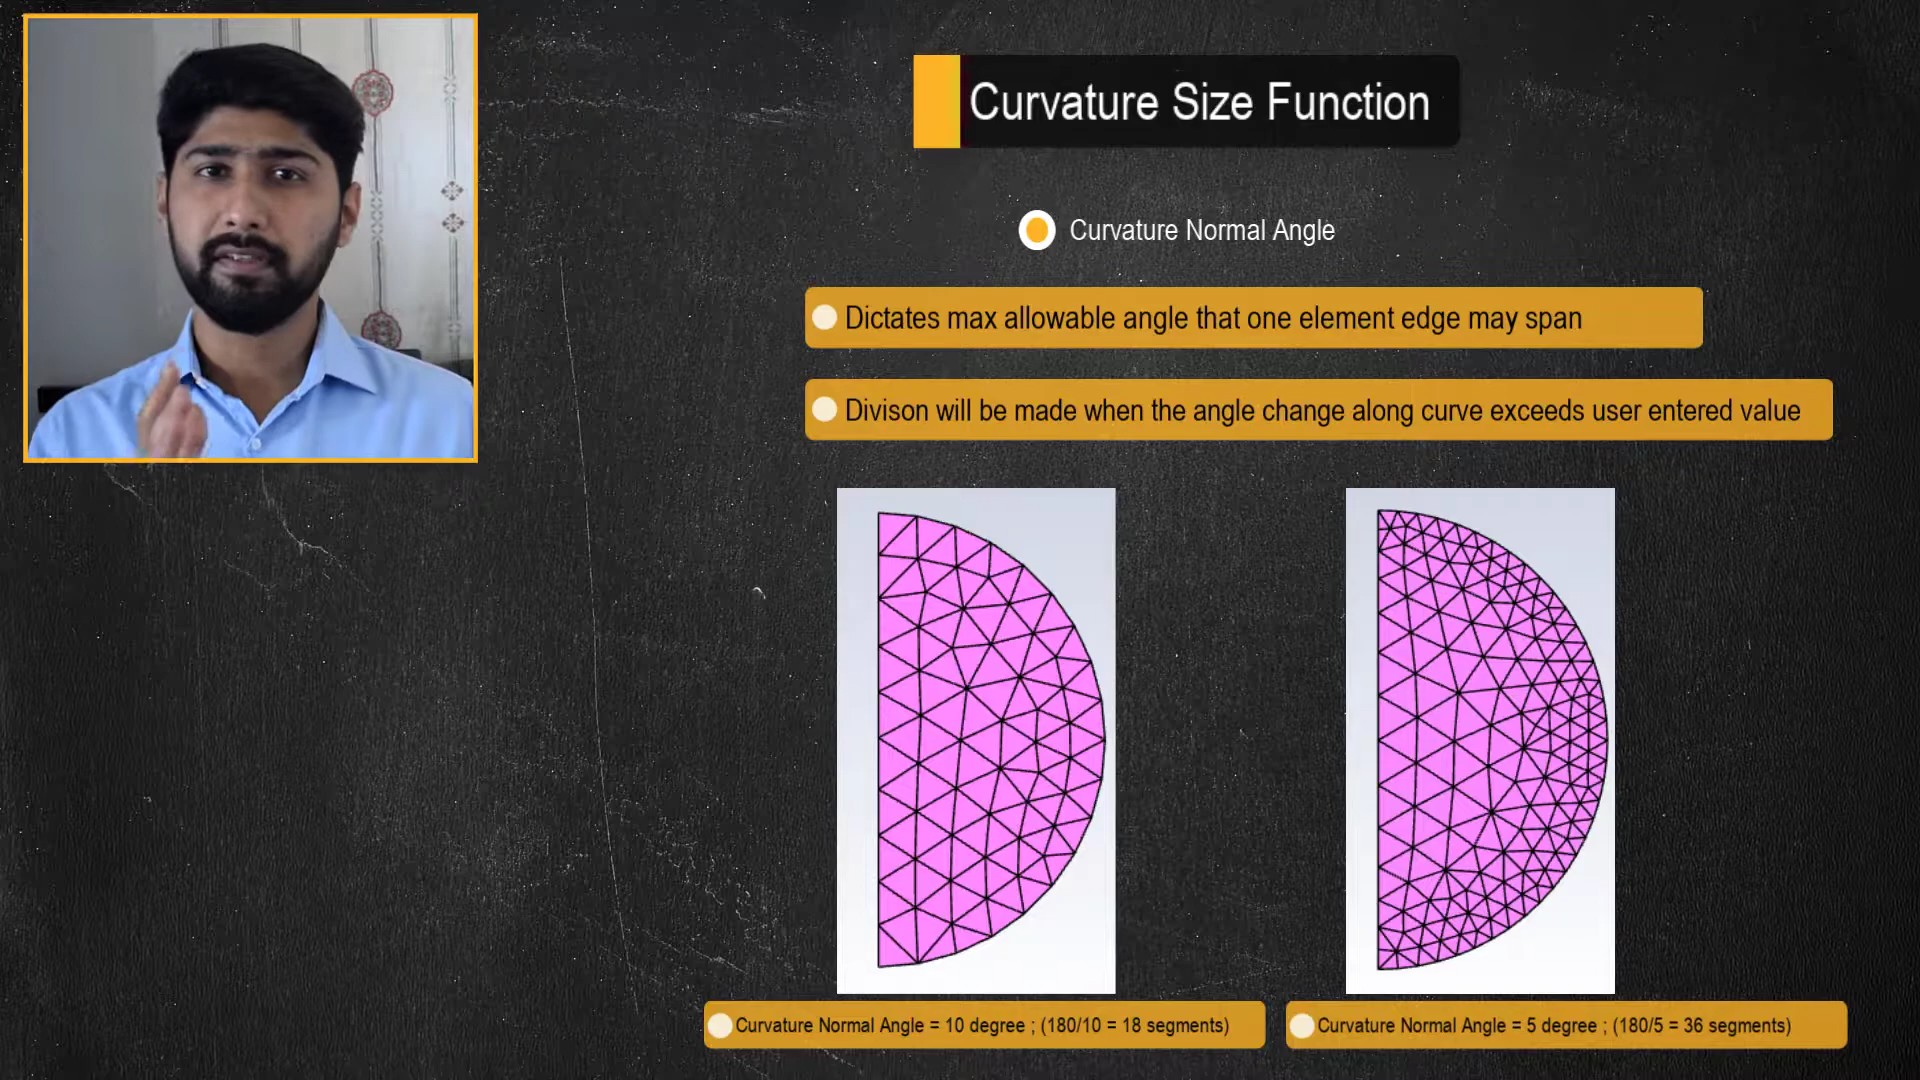 Curvature Size Function
Curvature Normal Angle
Dictates max allowable angle that one element edge may span
Divison will be made when the angle change along curve exceeds user entered value
Curvature Normal Angle = 10 degree ; (180/10 = 18 segments)
Curvature Normal Angle = 5 degree ; (180/5 = 36 segments)